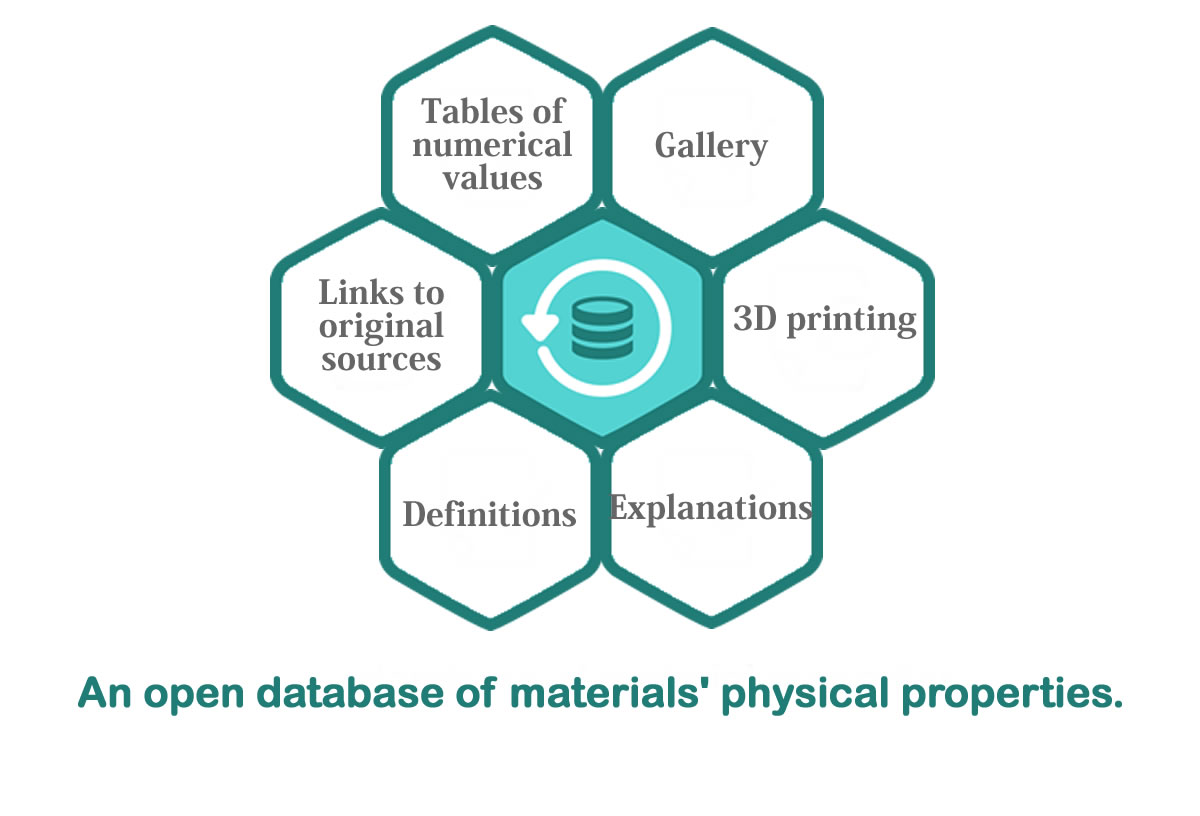 Tables of
numerical
values
Gallery
Links to
original
sources
3D printing
Definitions
Explanations
An open database of materials' physical properties.